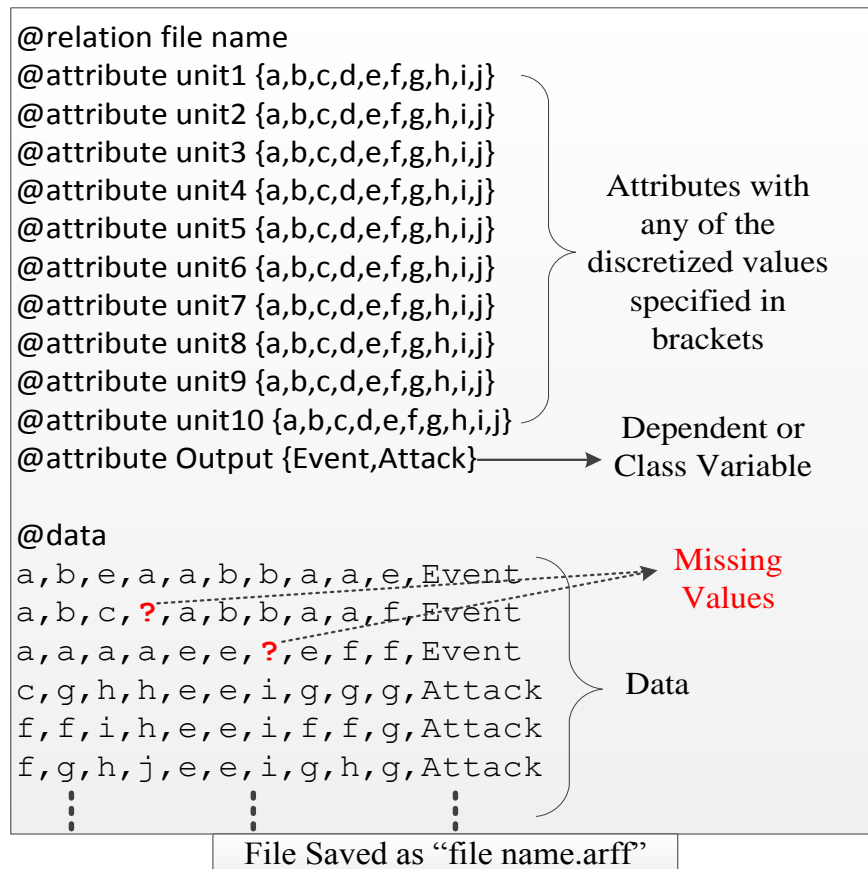 @relation file name
@attribute unit1 {a,b,c,d,e,f,g,h,i,j}
@attribute unit2 {a,b,c,d,e,f,g,h,i,j}
@attribute unit3 {a,b,c,d,e,f,g,h,i,j}
@attribute unit4 {a,b,c,d,e,f,g,h,i,j}
@attribute unit5 {a,b,c,d,e,f,g,h,i,j}
@attribute unit6 {a,b,c,d,e,f,g,h,i,j}
@attribute unit7 {a,b,c,d,e,f,g,h,i,j}
@attribute unit8 {a,b,c,d,e,f,g,h,i,j}
@attribute unit9 {a,b,c,d,e,f,g,h,i,j}
@attribute unit10 {a,b,c,d,e,f,g,h,i,j}
Attributes with
any of the
discretized values
specified in
brackets
@attribute Output {Event,Attack}
Dependent or
Class Variable
@data
a,b,e,a,a,b,b,a,a,e,Event
a,b,c,?,a,b,b,a,a,f,Event
a,a,a,a,e,e,?,e,f,f,Event
c,g,h,h,e,e,i,g,g,g,Attack
f,f,i,h,e,e,i,f,f,g,Attack
f,g,h,j,e,e,i,g,h,g,Attack
Missing
Values
Data
File Saved as “file name.arff”